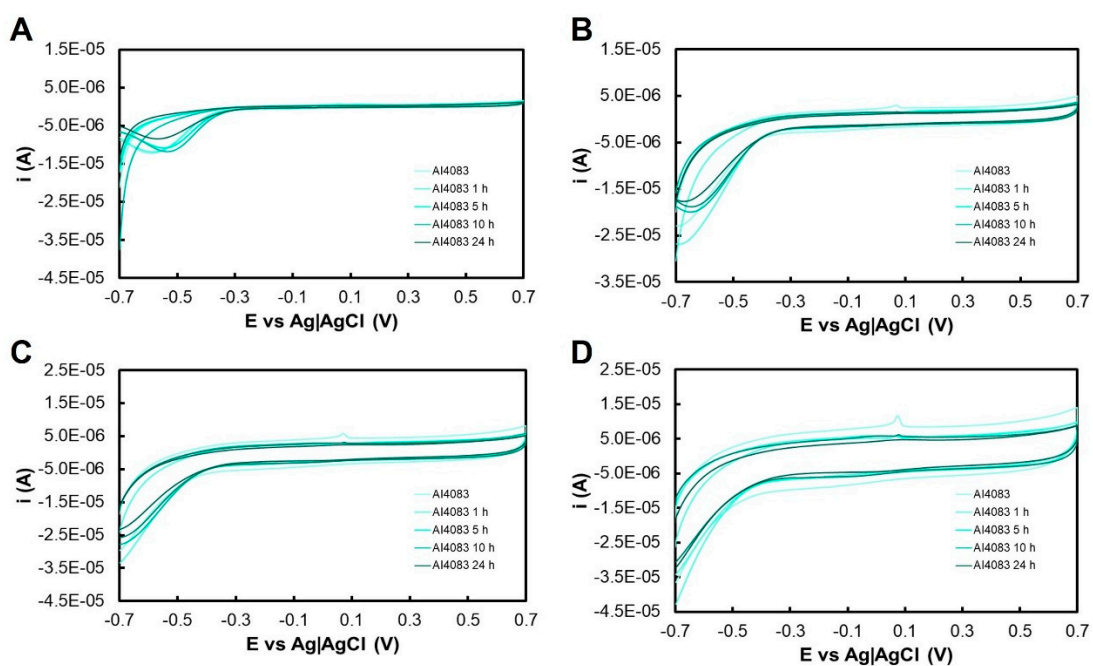 A
1.5E-05
5.0E-06
-5.0E-06
-1.5E-05
-2.5E-05
-3.5E-05
-4.5E-05
i (A)
AI4083
AI4083 1 h
AI4083 5 h
AI4083 10 h
AI4083 24 h
-0.7 -0.5 -0.3 -0.1 0.1 0.3 0.5 0.7
E vs Ag|AgCl (V)
B
1.5E-05
5.0E-06
-5.0E-06
-1.5E-05
-2.5E-05
-3.5E-05
i (A)
AI4083
AI4083 1 h
AI4083 5 h
AI4083 10 h
AI4083 24 h
-0.7 -0.5 -0.3 -0.1 0.1 0.3 0.5 0.7
E vs Ag|AgCl (V)
C
2.5E-05
1.5E-05
5.0E-06
-5.0E-06
-1.5E-05
-2.5E-05
-3.5E-05
-4.5E-05
i (A)
AI4083
AI4083 1 h
AI4083 5 h
AI4083 10 h
AI4083 24 h
-0.7 -0.5 -0.3 -0.1 0.1 0.3 0.5 0.7
E vs Ag|AgCl (V)
D
2.5E-05
1.5E-05
5.0E-06
-5.0E-06
-1.5E-05
-2.5E-05
-3.5E-05
-4.5E-05
i (A)
AI4083
AI4083 1 h
AI4083 5 h
AI4083 10 h
AI4083 24 h
-0.7 -0.5 -0.3 -0.1 0.1 0.3 0.5 0.7
E vs Ag|AgCl (V)